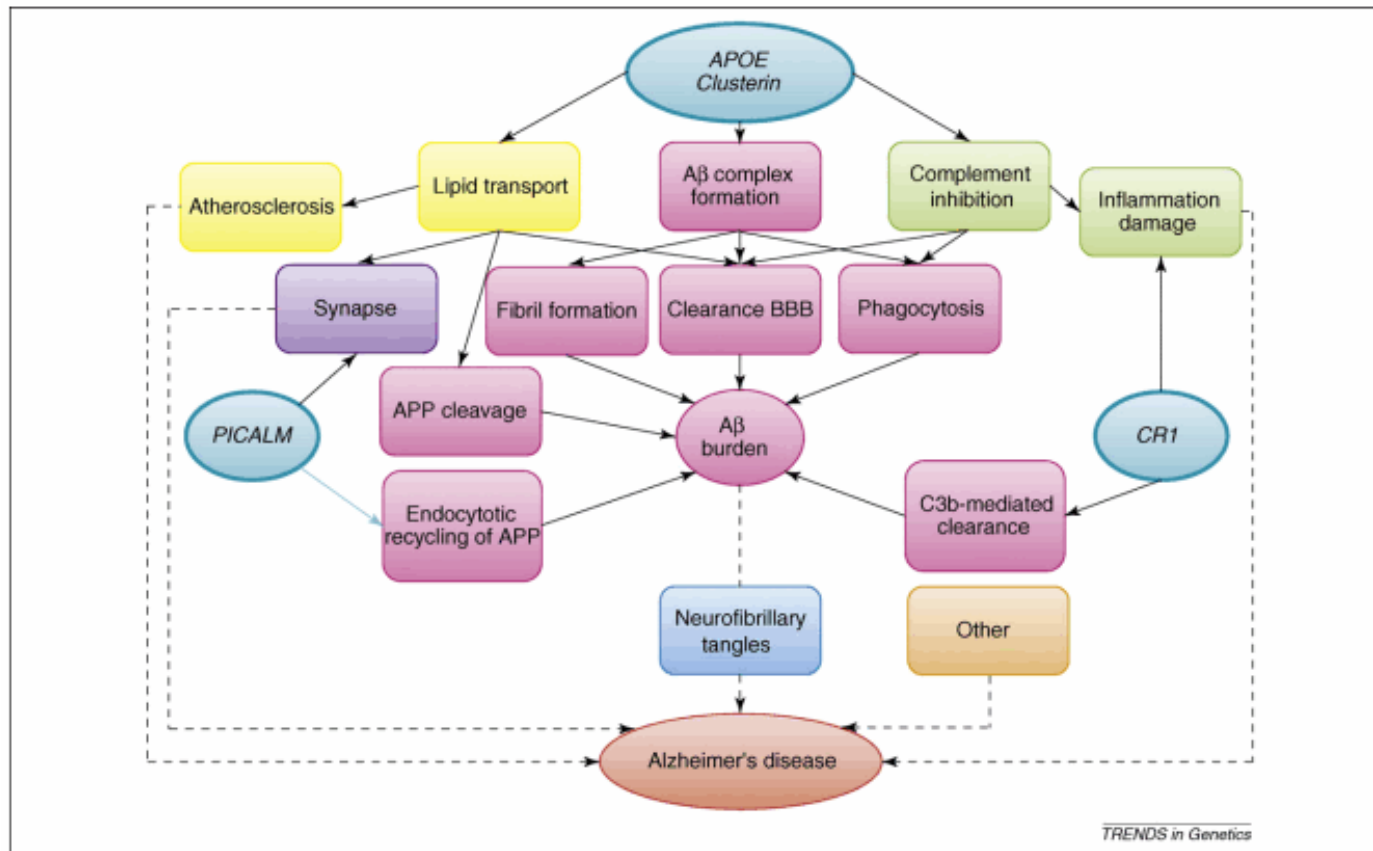 APOE
Clusterin
Lipid transport
Aβ complex
formation
Complement
inhibition
Atherosclerosis
Inflammation
damage
Synapse
Fibril formation
Clearance BBB
Phagocytosis
APP cleavage
Aβ
burden
PICALM
CR1
Endocytotic
recycling of APP
C3b-mediated
clearance
Neurofibrillary
tangles
Other
Alzheimer's disease
TRENDS in Genetics